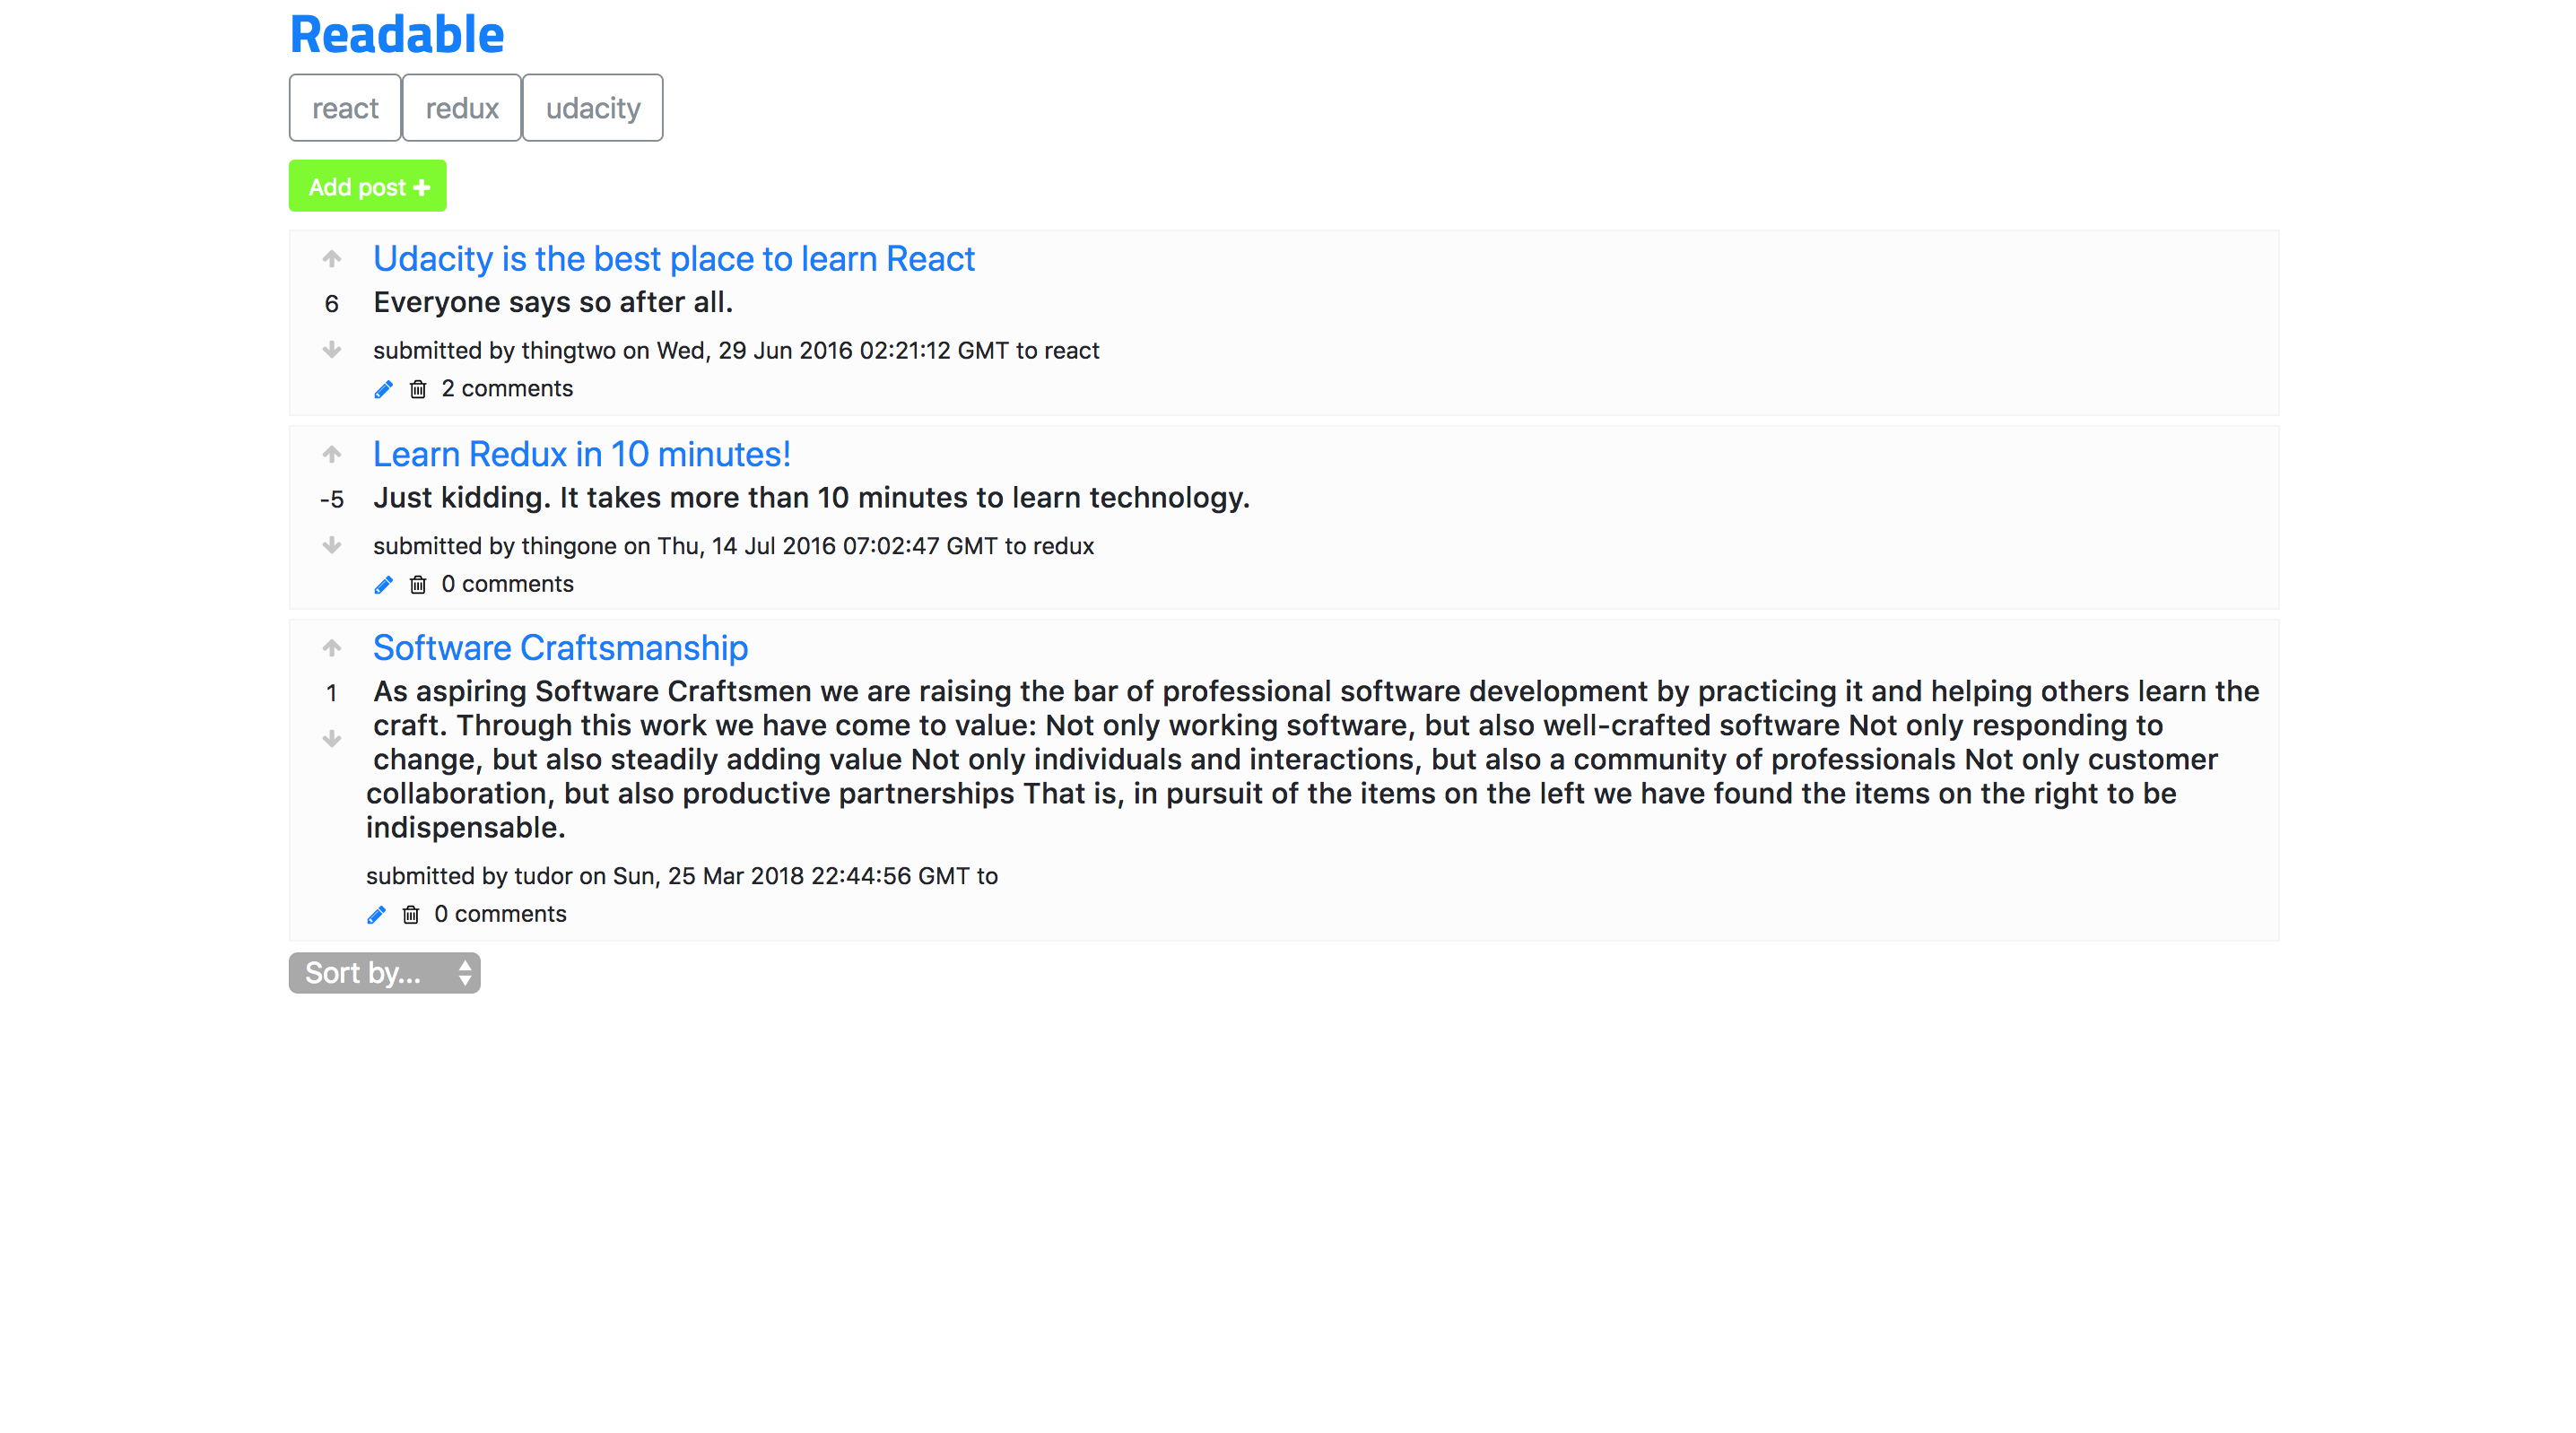 Readable
react redux udacity
Add post
Udacity is the best place to learn React
6 Everyone says so after all.
submitted by thingtwo on Wed, 29 Jun 2016 02:21:12 GMT to react
2 comments
Learn Redux in 10 minutes!
-5 Just kidding. It takes more than 10 minutes to learn technology.
submitted by thingone on Thu, 14 Jul 2016 07:02:47 GMT to redux
0 comments
Software Craftsmanship
1 As aspiring Software Craftsmen we are raising the bar of professional software development by practicing it and helping others learn the
craft. Through this work we have come to value: Not only working software, but also well-crafted software Not only responding to
change, but also steadily adding value Not only individuals and interactions, but also a community of professionals Not only customer
collaboration, but also productive partnerships That is, in pursuit of the items on the left we have found the items on the right to be
indispensable.
submitted by tudor on Sun, 25 Mar 2018 22:44:56 GMT to
0 comments
Sort by...